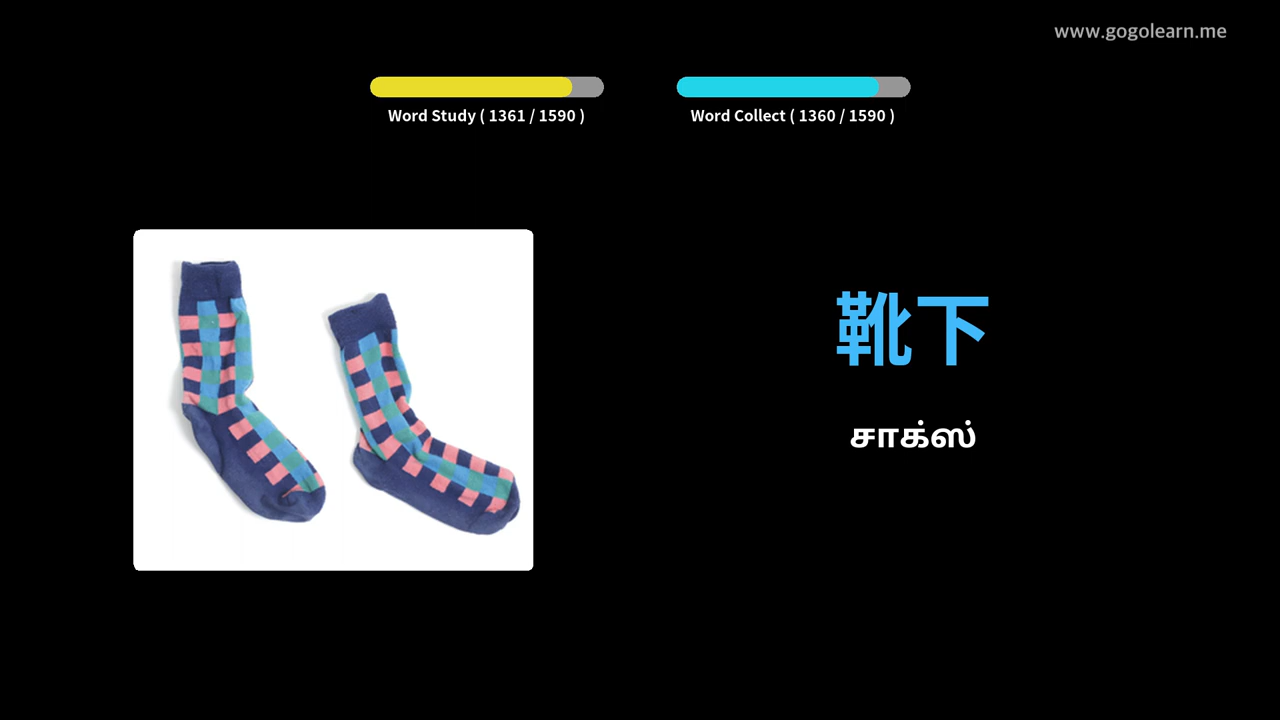 www.gogolearn.me
Word Study ( 1361 / 1590 )
Word Collect ( 1360 / 1590 )
靴下
சாக்ஸ்